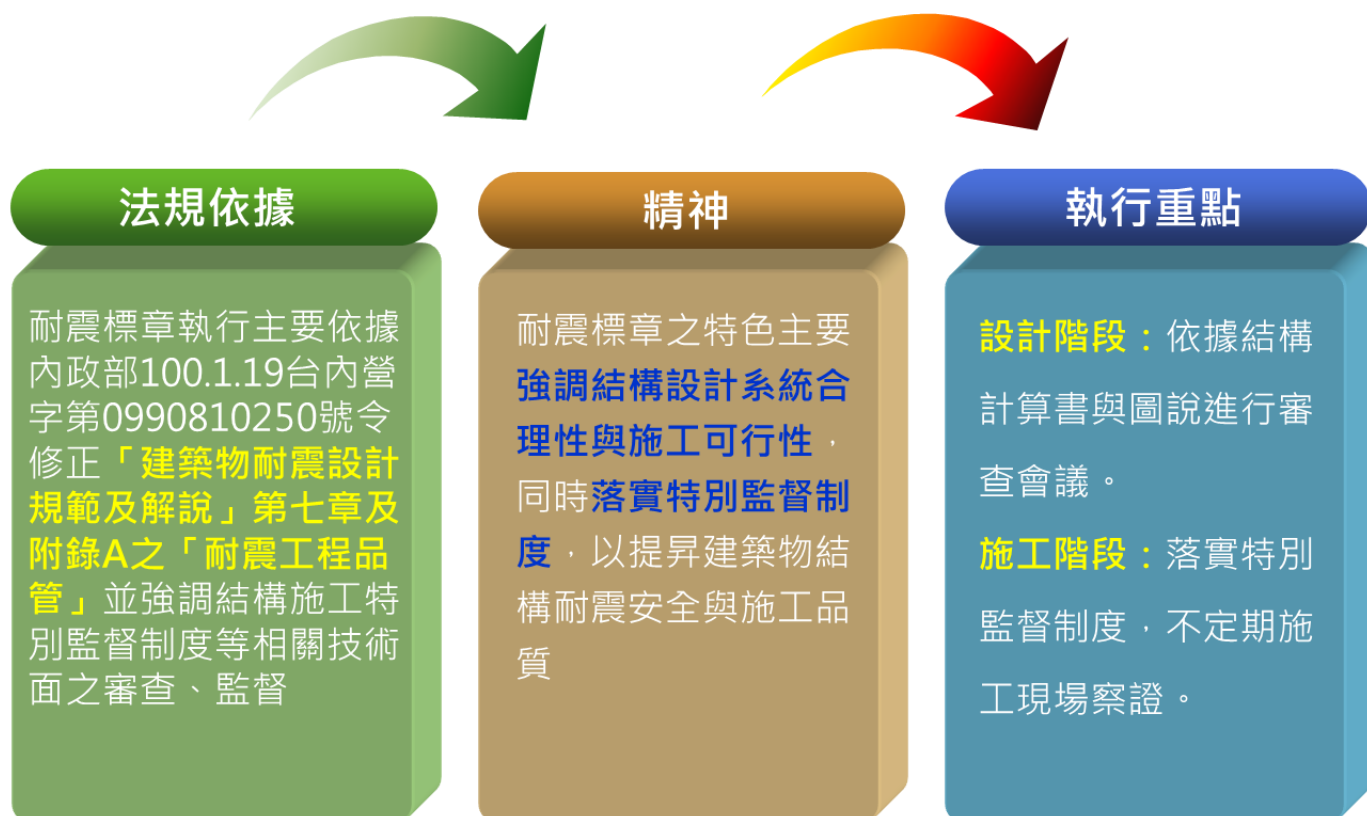 法規依據
耐震標章執行主要依據
內政部100.1.19台內營
字第0990810250號令
修正「建築物耐震設計
規範及解說」第七章及
附錄A之「耐震工程品
管」並強調結構施工特
別監督制度等相關技術
面之審查、監督
精神
耐震標章之特色主要
強調結構設計系統合
理性與施工可行性，
同時落實特別監督制
度，以提昇建築物結
構耐震安全與施工品
質
執行重點
設計階段：依據結構
計算書與圖說進行審
查會議。
施工階段：落實特別
監督制度，不定期施
工現場察證。